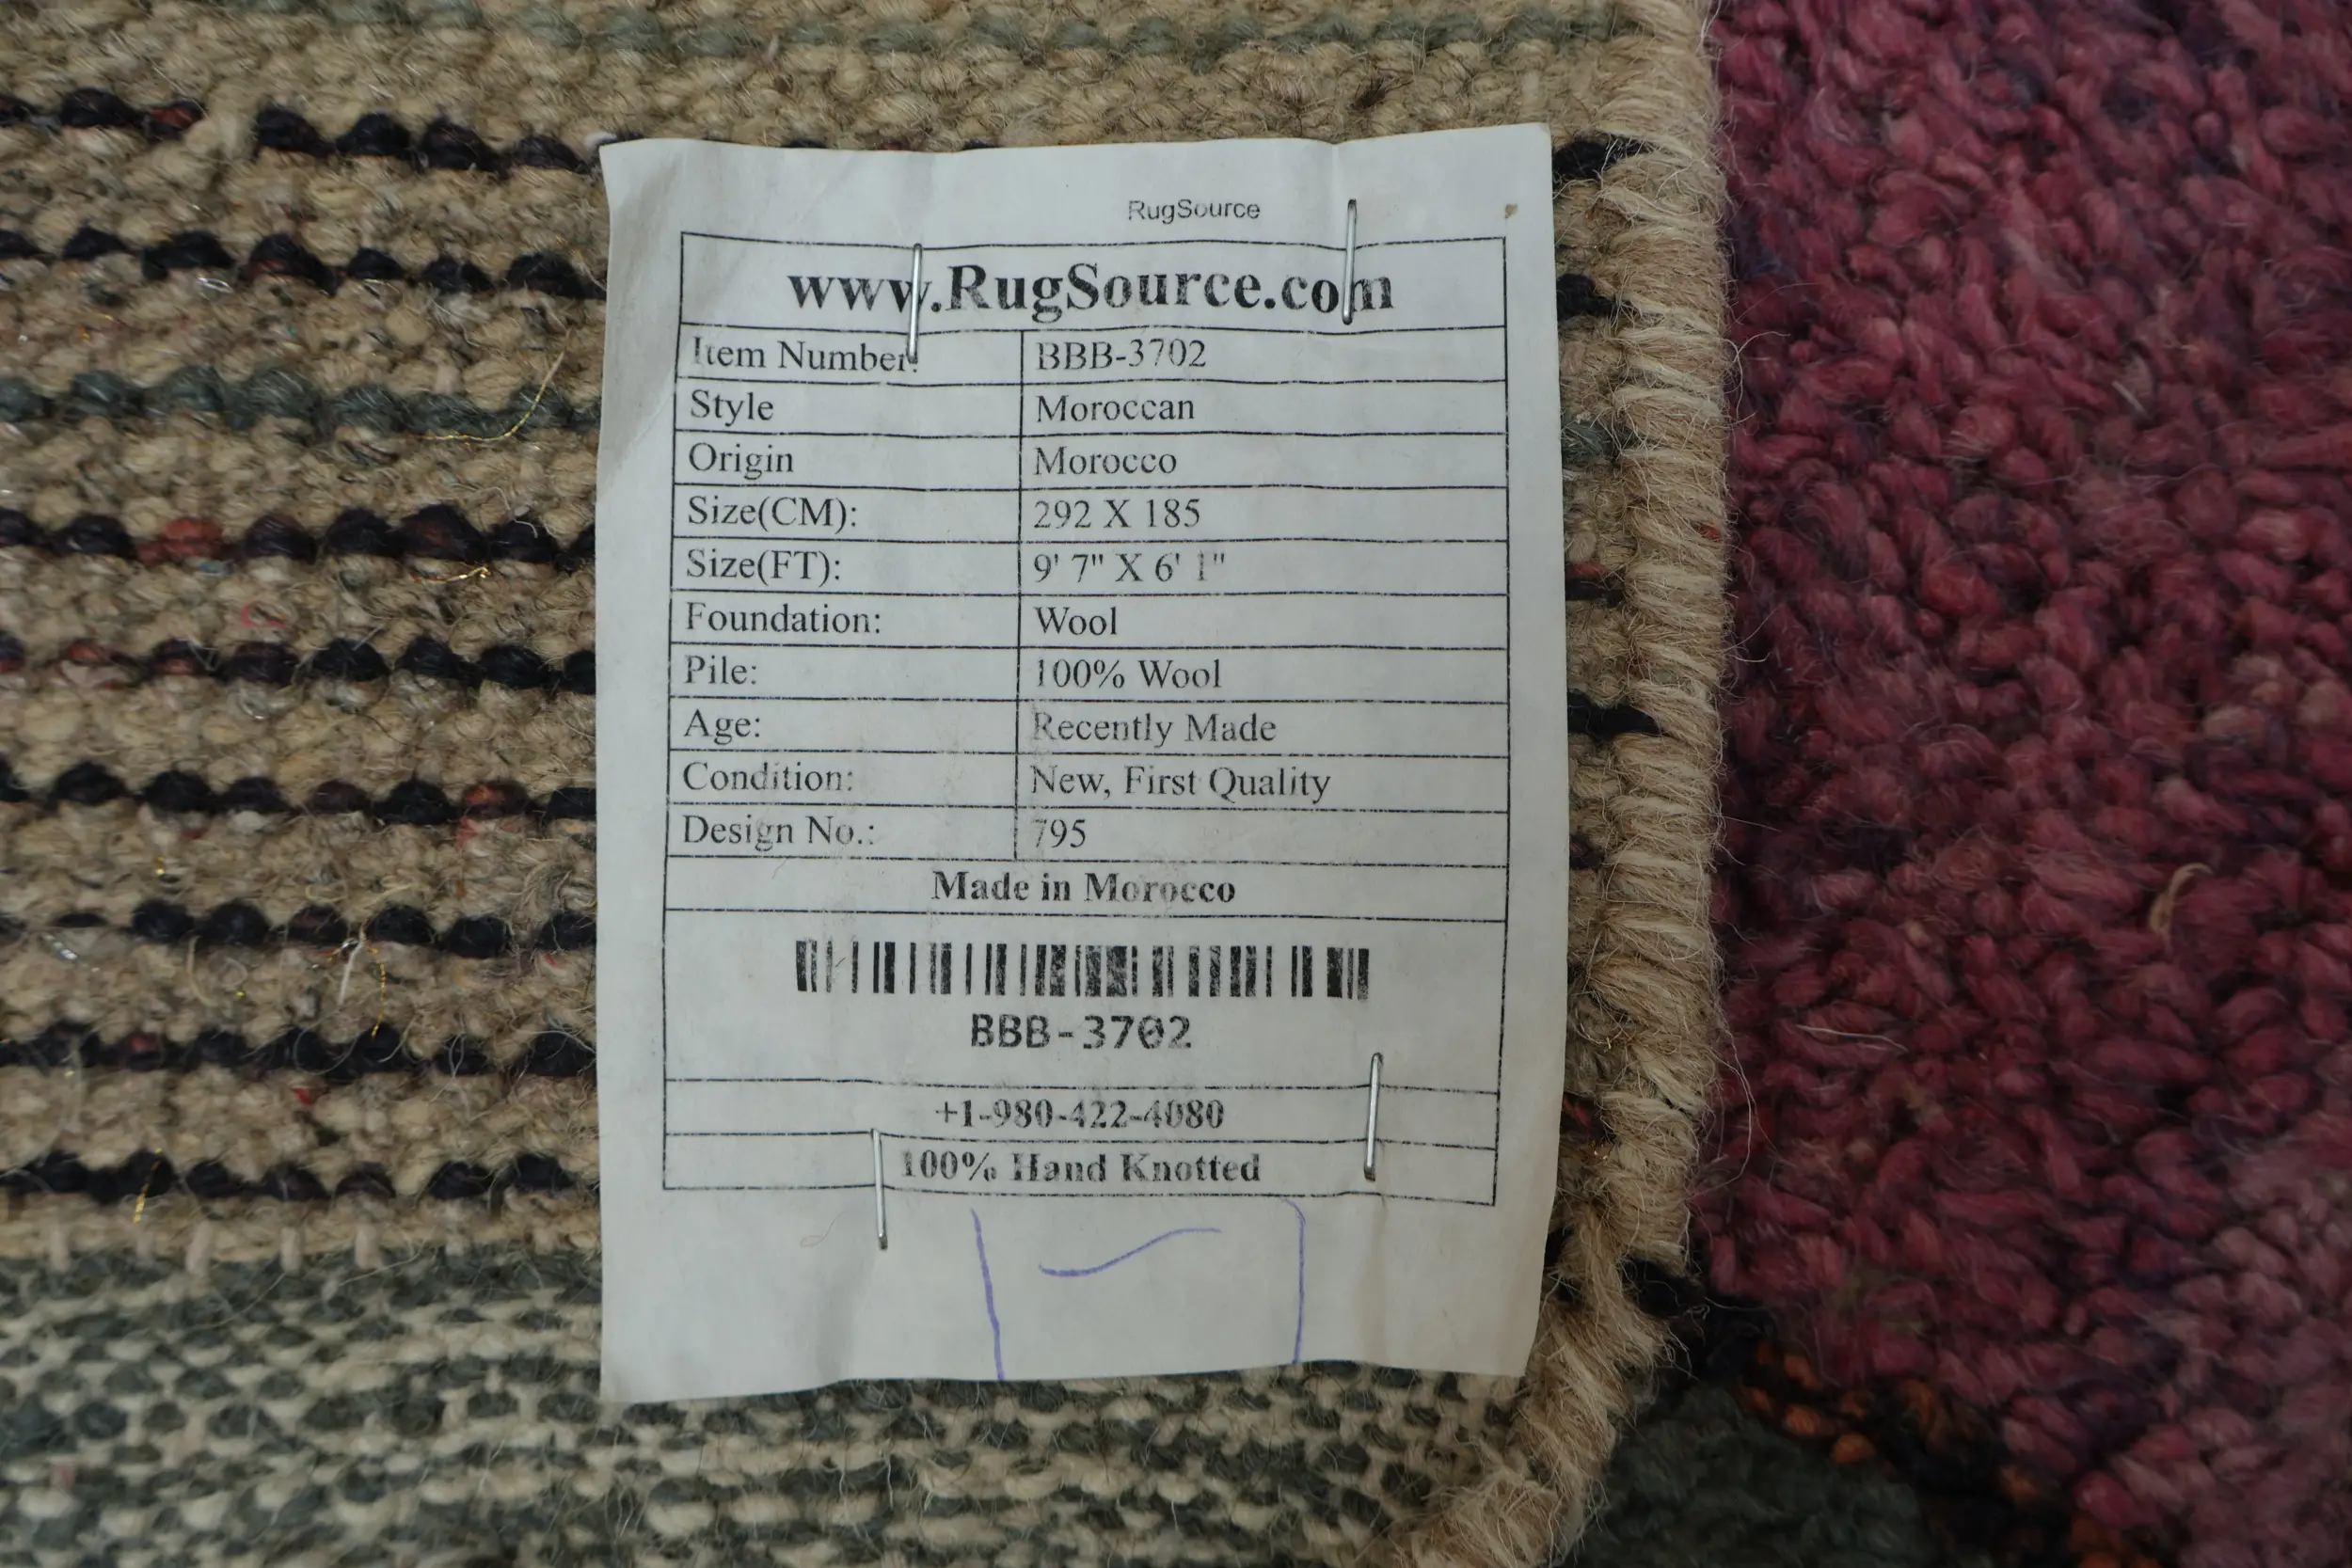 RugSource
www.RugSource.com
Item Number: BBB-3702
Style Moroccan
Origin Morocco
Size(CM): 292 X 185
Size(FT): 9' 7" X 6' 1"
Foundation: Wool
Pile: 100% Wool
Age: Recently Made
Condition: New, First Quality
Design No.: 795
Made in Morocco
BBB-3702
+1-980-422-4080
100% Hand Knotted